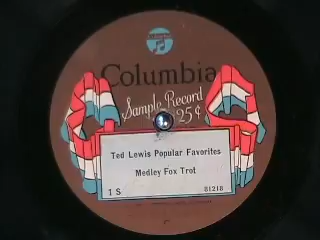 Columbia
Sample Record
25¢
Ted Lewis Popular Favorites
Medley Fox Trot
1 S 81218